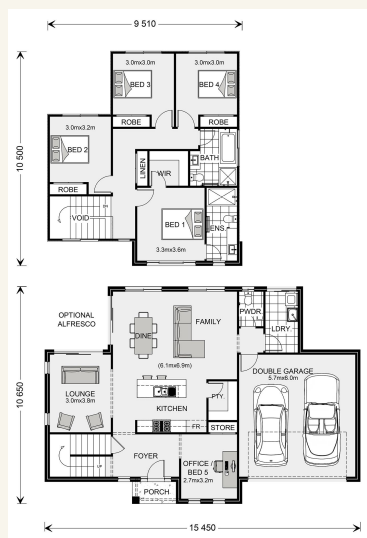 9 510
3.0mx3.0m
3.0mx3.0m
BED 3
BED 4
ROBE
ROBE
3.0mx3.2m
BED 2
BATH
LINEN
WIR
ROBE
VOID
BED 1
ENS.
3.3mx3.6m
10 500
OPTIONAL
ALFRESCO
FAMILY
PWDR.
LDRY.
DINE
(6.1mx6.9m)
DOUBLE GARAGE
5.7mx6.0m
LOUNGE
3.0mx3.8m
PTY
KITCHEN
FR
STORE
FOYER
UP
OFFICE /
BED 5
2.7mx3.2m
PORCH
10 650
15 450